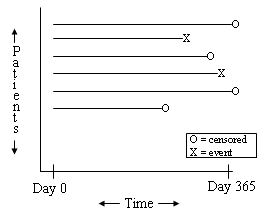 Patients
O = censored
X = event
Day 0
Day 365
Time